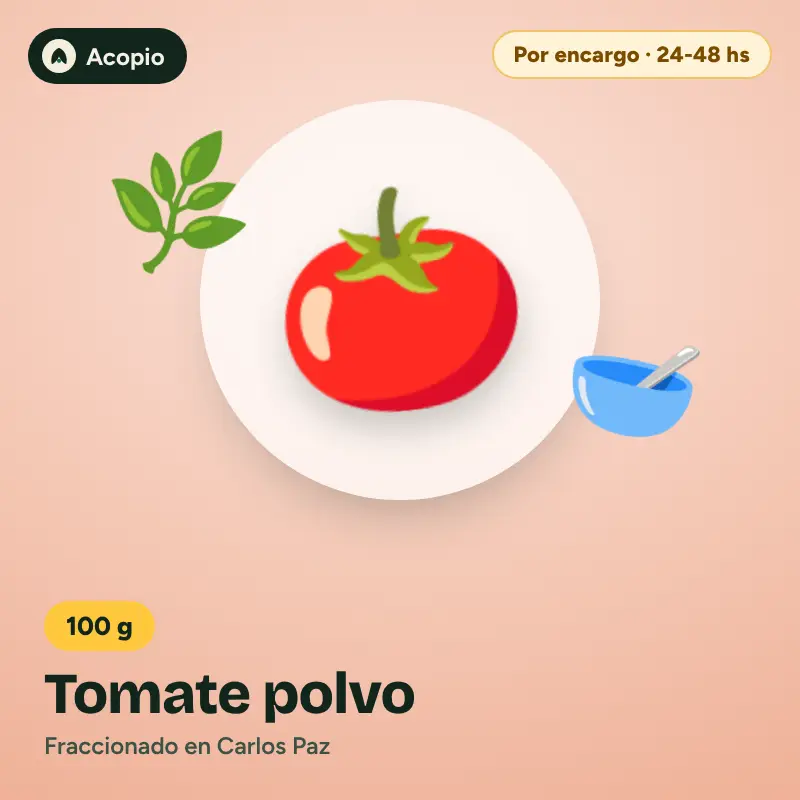 Acopio
Por encargo · 24-48 hs
100 g
Tomate polvo
Fraccionado en Carlos Paz